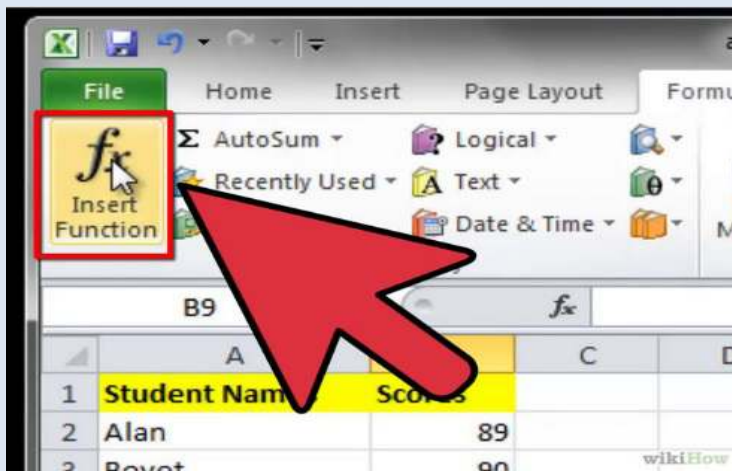 File Home Insert Page Layout
fx Σ AutoSum Logical
Recently Used Text
Insert Function Date & Time
B9 fx
A C
1 Student Scores
2 Alan 89
90
wikiHow